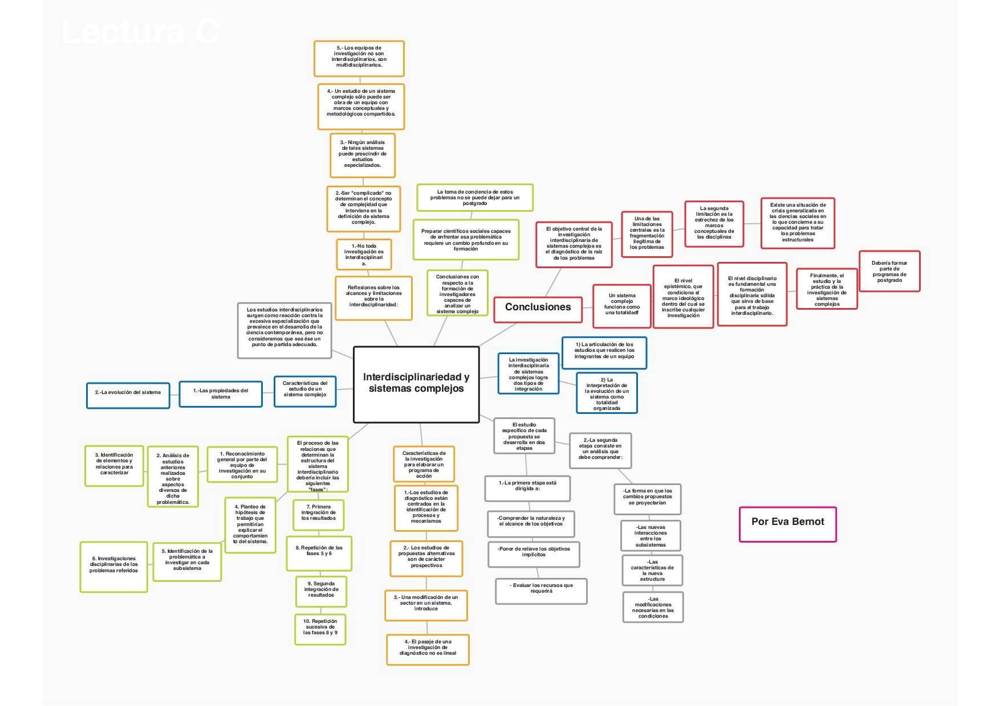 Lectura C
5.- Los equipos de
investigación no son
interdisciplinarios, son
multidisciplinarios.
4.- Un estudio de un sistema
complejo sólo puede ser
obra de un equipo con
marcos conceptuales y
metodológicos compartidos.
3.- Ningún análisis
de tales sistemas
puede prescindir de
estudios
especializados.
2.-Ser "complicado" no
determinan el concepto
de complejidad que
interviene en la
definición de sistema
complejo.
1.-No toda
investigación es
interdisciplinari
a.
Reflexiones sobre los
alcances y limitaciones
sobre la
interdisciplinaridad:
La toma de conciencia de estos
problemas no se puede dejar para un
postgrado
Preparar científicos sociales capaces
de enfrentar esa problemática
requiere un cambio profundo en su
formación
Conclusiones con
respecto a la
formación de
investigadores
capaces de
analizar un
sistema complejo
El objetivo central de la
investigación
interdisciplinaria de
sistemas complejos es
el diagnóstico de la raíz
de los problemas
Una de las
limitaciones
centrales es la
fragmentación
ilegítima de
los problemas
La segunda
limitación es la
estrechez de los
marcos
conceptuales de
las disciplinas
Existe una situación de
crisis generalizada en
las ciencias sociales en
lo que concierne a su
capacidad para tratar
los problemas
estructurales
Conclusiones
Un sistema
complejo
funciona como
una totalidadf
El nivel
epistémico, que
condiciona el
marco ideológico
dentro del cual se
inscribe cualquier
investigación
El nivel disciplinario
es fundamental una
formación
disciplinaria sólida
que sirva de base
para el trabajo
interdisciplinario.
Finalmente, el
estudio y la
práctica de la
investigación de
sistemas
complejos
Debería formar
parte de
programas de
postgrado
Los estudios interdisciplinarios
surgen como reacción contra la
excesiva especialización que
prevalece en el desarrollo de la
ciencia contemporánea, pero no
consideramos que sea ése un
punto de partida adecuado.
Interdisciplinariedad y
sistemas complejos
La investigación
interdisciplinaria
de sistemas
complejos logra
dos tipos de
integración
1) La articulación de los
estudios que realicen los
integrantes de un equipo
2) La
interpretación de
la evolución de un
sistema como
totalidad
organizada
Características del
estudio de un
sistema complejo
1.-Las propiedades del
sistema
2.-La evolución del sistema
El proceso de las
relaciones que
determinan la
estructura del
sistema
interdisciplinario
debería incluir las
siguientes
"fases":
1. Reconocimiento
general por parte del
equipo de
investigación en su
conjunto
2. Análisis de
estudios
anteriores
realizados
sobre
aspectos
diversos de
dicha
problemática.
3. Identificación
de elementos y
relaciones para
caracterizar
4. Planteo de
hipótesis de
trabajo que
permitirían
explicar el
comportamien
to del sistema.
5. Identificación de la
problemática a
investigar en cada
subsistema
6. Investigaciones
disciplinarias de los
problemas referidos
7. Primera
integración de
los resultados
8. Repetición de las
fases 5 y 6
9. Segunda
integración de
resultados
10. Repetición
sucesiva de
las fases 8 y 9
Características de
la investigación
para elaborar un
programa de
acción
1.-Los estudios de
diagnóstico están
centrados en la
identificación de
procesos y
mecanismos
2.- Los estudios de
propuestas alternativas
son de carácter
prospectivos
3.- Una modificación de un
sector en un sistema,
introduce
4.- El pasaje de una
investigación de
diagnóstico no es lineal
El estudio
específico de cada
propuesta se
desarrolla en dos
etapas
1.-La primera etapa está
dirigida a:
-Comprender la naturaleza y
el alcance de los objetivos
-Poner de relieve los objetivos
implícitos
- Evaluar los recursos que
requerirá
2.-La segunda
etapa consiste en
un análisis que
debe comprender:
-La forma en que los
cambios propuestos
se proyectarían
-Las nuevas
interacciones
entre los
subsistemas
-Las
características de
la nueva
estructura
-Las
modificaciones
necesarias en las
condiciones
Por Eva Bernot